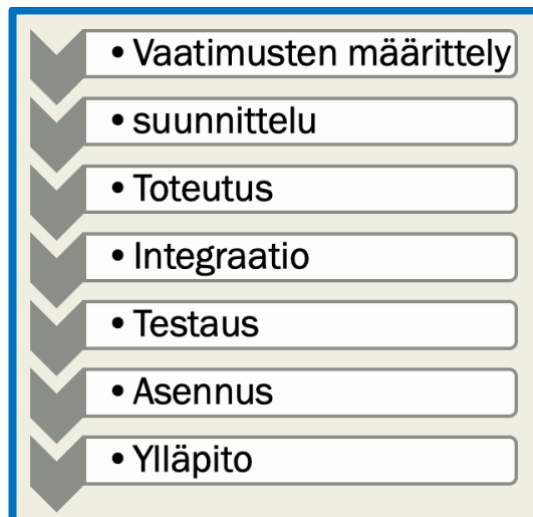 • Vaatimusten määrittely
• suunnittelu
• Toteutus
• Integraatio
• Testaus
• Asennus
• Ylläpito